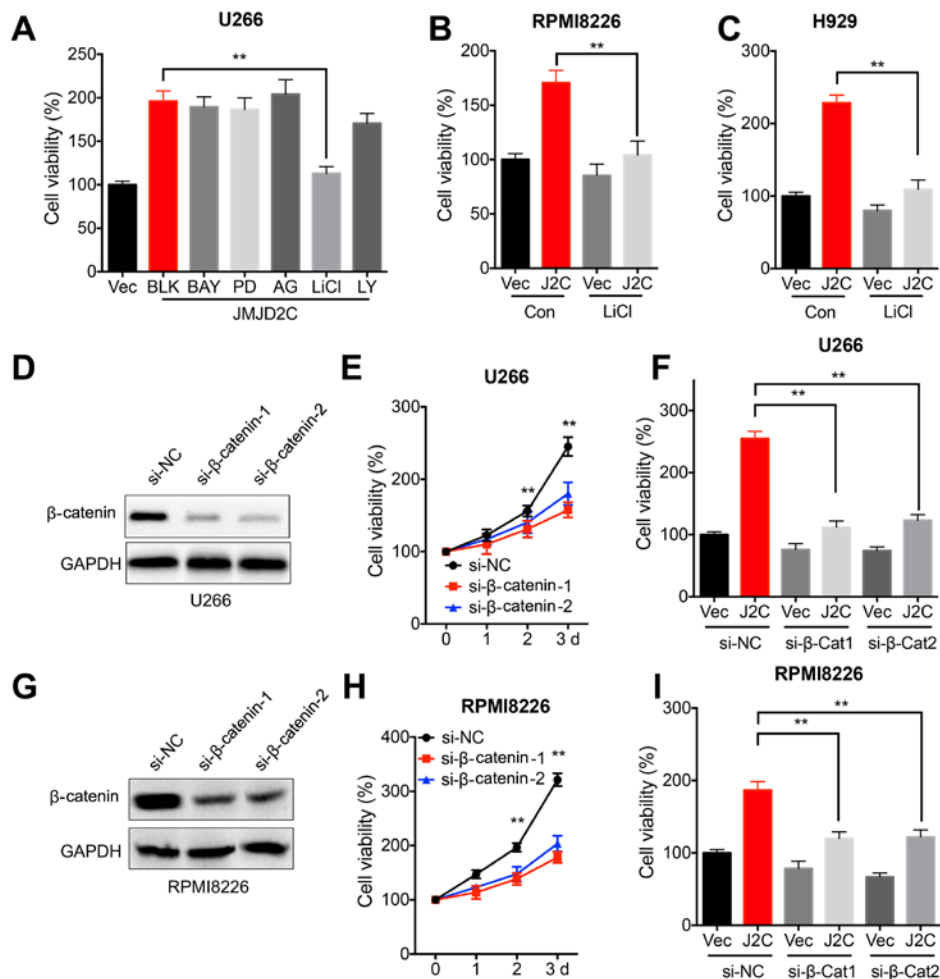 A
U266
Cell viability (%)
250
200
150
100
50
0
**
Vec BLK BAY PD AG LiCl LY
JMJD2C
B
RPMI8226
Cell viability (%)
200
150
100
50
0
**
Vec J2C Vec J2C
Con LiCl
C
H929
Cell viability (%)
300
200
100
0
**
Vec J2C Vec J2C
Con LiCl
D
si-NC
si-β-catenin-1
si-β-catenin-2
β-catenin
GAPDH
U266
E
U266
Cell viability (%)
300
200
100
0
**
**
si-NC
si-β-catenin-1
si-β-catenin-2
0 1 2 3 d
F
U266
Cell viability (%)
300
200
100
0
**
**
Vec J2C Vec J2C Vec J2C
si-NC si-β-Cat1 si-β-Cat2
G
si-NC
si-β-catenin-1
si-β-catenin-2
β-catenin
GAPDH
RPMI8226
H
RPMI8226
Cell viability (%)
400
300
200
100
0
si-NC
si-β-catenin-1
si-β-catenin-2
**
**
0 1 2 3 d
I
RPMI8226
Cell viability (%)
300
200
100
0
**
**
Vec J2C Vec J2C Vec J2C
si-NC si-β-Cat1 si-β-Cat2